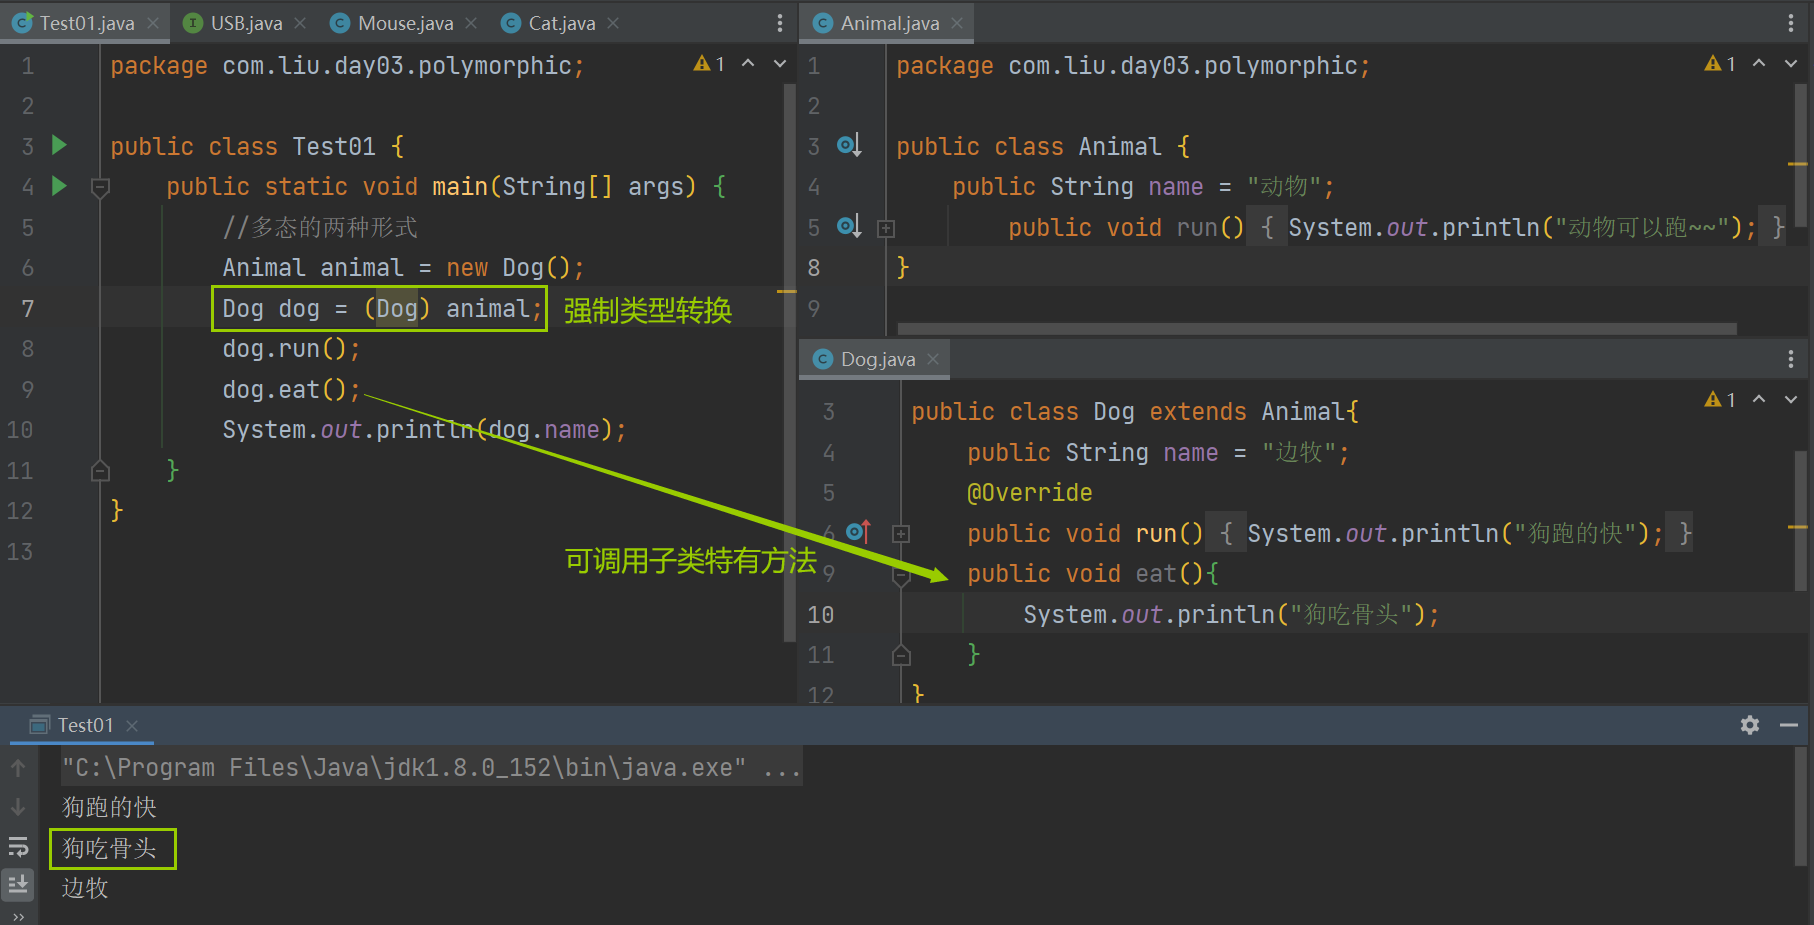 Test01.java USB.java Mouse.java Cat.java
1 package com.liu.day03.polymorphic;
2
3 public class Test01 {
4 public static void main(String[] args) {
5 //多态的两种形式
6 Animal animal = new Dog();
7 Dog dog = (Dog) animal; 强制类型转换
8 dog.run();
9 dog.eat();
10 System.out.println(dog.name);
11 }
12 }
13
1
可调用子类特有方法
Animal.java
1 package com.liu.day03.polymorphic;
2
3 public class Animal {
4 public String name = "动物";
5 public void run() { System.out.println("动物可以跑~~"); }
8 }
9
1
Dog.java
3 public class Dog extends Animal{
4 public String name = "边牧";
5 @Override
6 public void run() { System.out.println("狗跑的快"); }
9 public void eat(){
10 System.out.println("狗吃骨头");
11 }
12 }
1
Test01
"C:\Program Files\Java\jdk1.8.0_152\bin\java.exe" ...
狗跑的快
狗吃骨头
边牧